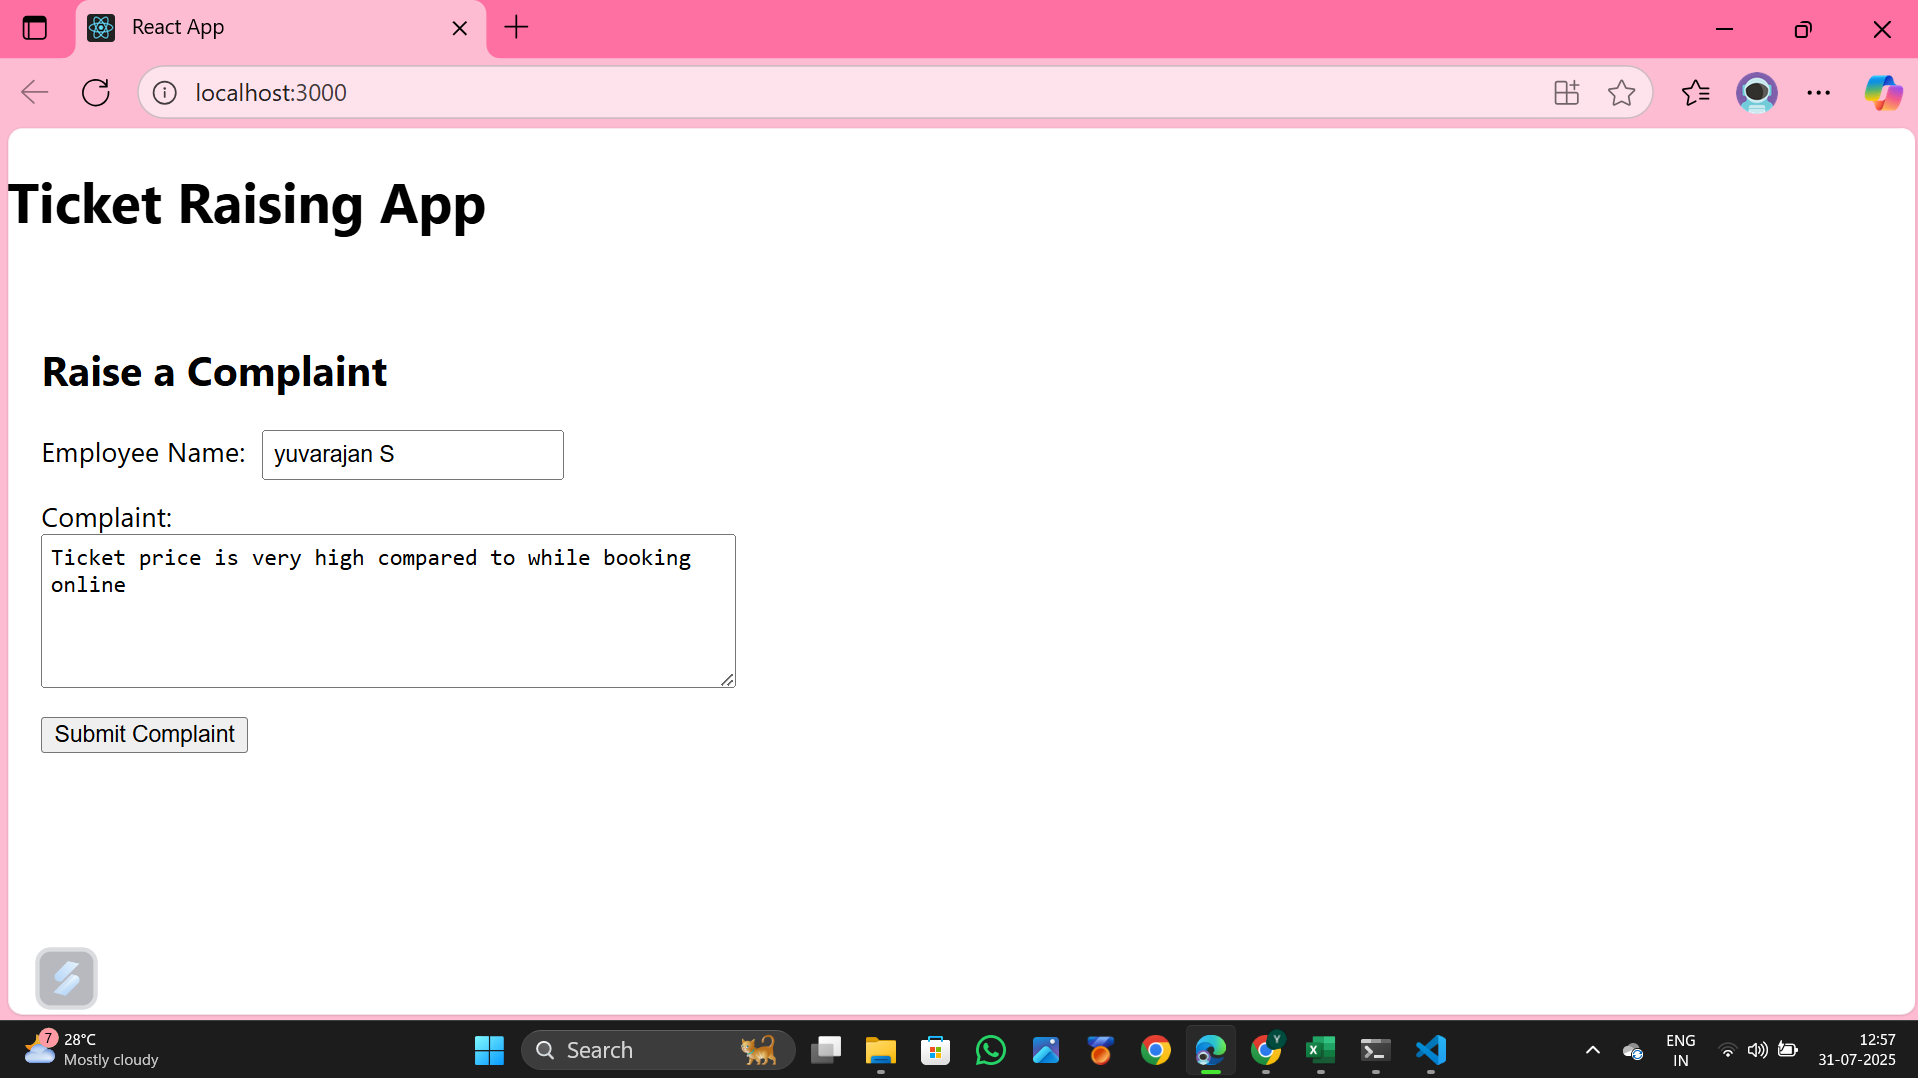 React App
localhost:3000
Ticket Raising App
Raise a Complaint
Employee Name: yuvarajan S
Complaint:
Ticket price is very high compared to while booking
online
Submit Complaint
7
28°C
Mostly cloudy
Search
Y
ENG
IN
12:57
31-07-2025